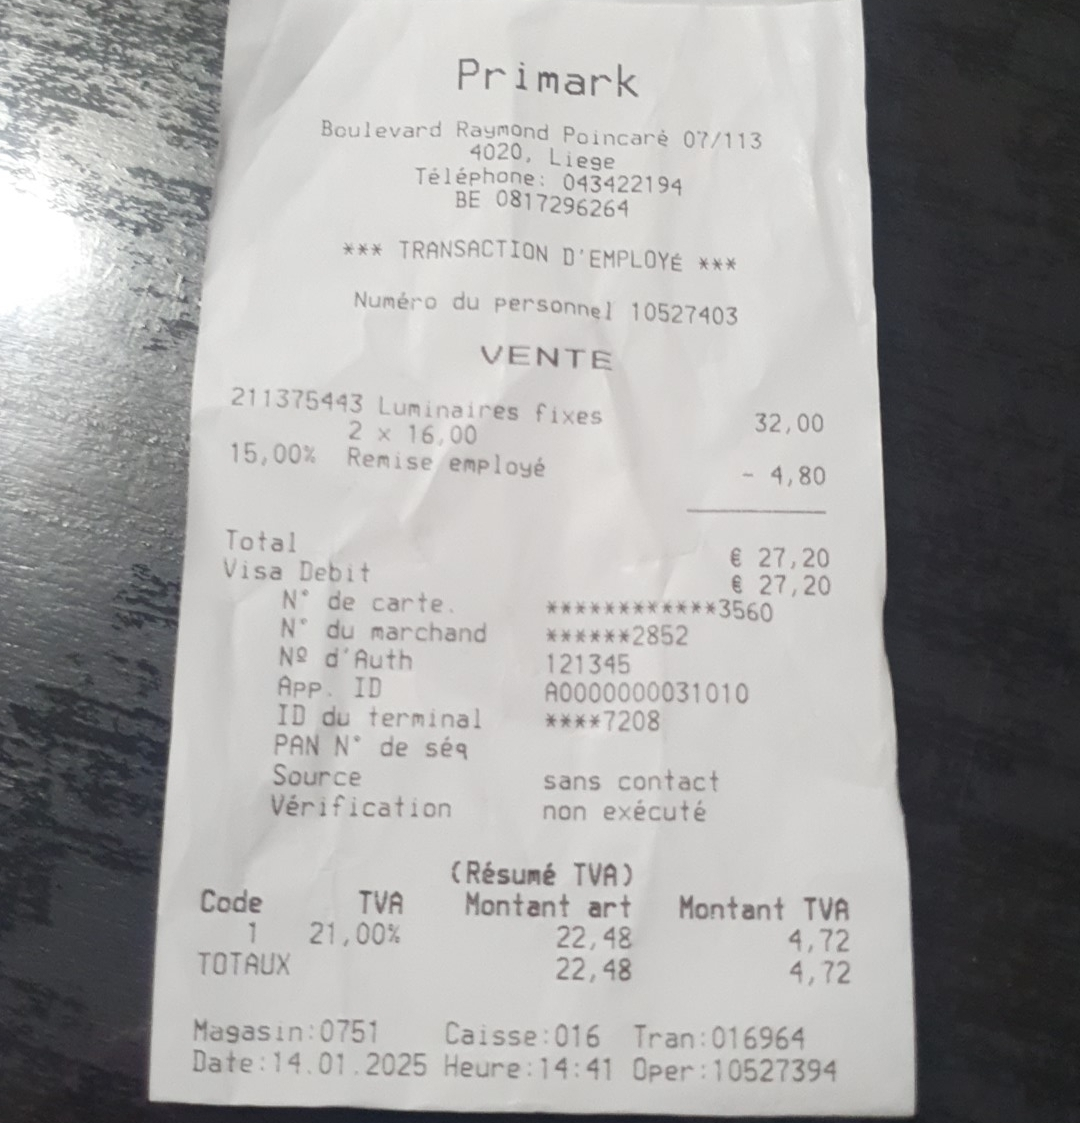 Primark
Boulevard Raymond Poincaré 07/113
4020, Liege
Téléphone: 043422194
BE 0817296264
*** TRANSACTION D'EMPLOYÉ ***
Numéro du personnel 10527403
VENTE
211375443 Luminaires fixes 32,00
2 x 16,00
15,00% Remise employé - 4,80
Total € 27,20
Visa Debit € 27,20
N° de carte. ************3560
N° du marchand ******2852
Nº d'Auth 121345
App. ID A0000000031010
ID du terminal ****7208
PAN N° de séq
Source sans contact
Vérification non exécuté
(Résumé TVA)
Code TVA Montant art Montant TVA
1 21,00% 22,48 4,72
TOTAUX 22,48 4,72
Magasin:0751 Caisse:016 Tran:016964
Date:14.01.2025 Heure:14:41 Oper:10527394